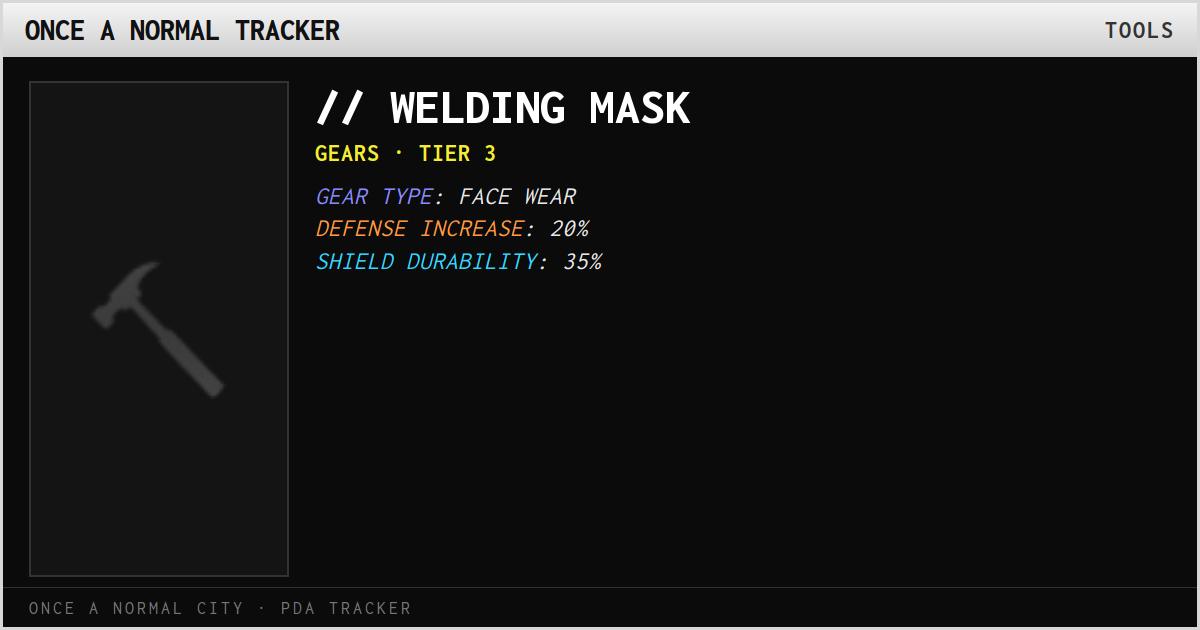 ONCE A NORMAL TRACKER
TOOLS
// WELDING MASK
GEARS · TIER 3
GEAR TYPE: FACE WEAR
DEFENSE INCREASE: 20%
SHIELD DURABILITY: 35%
ONCE A NORMAL CITY · PDA TRACKER